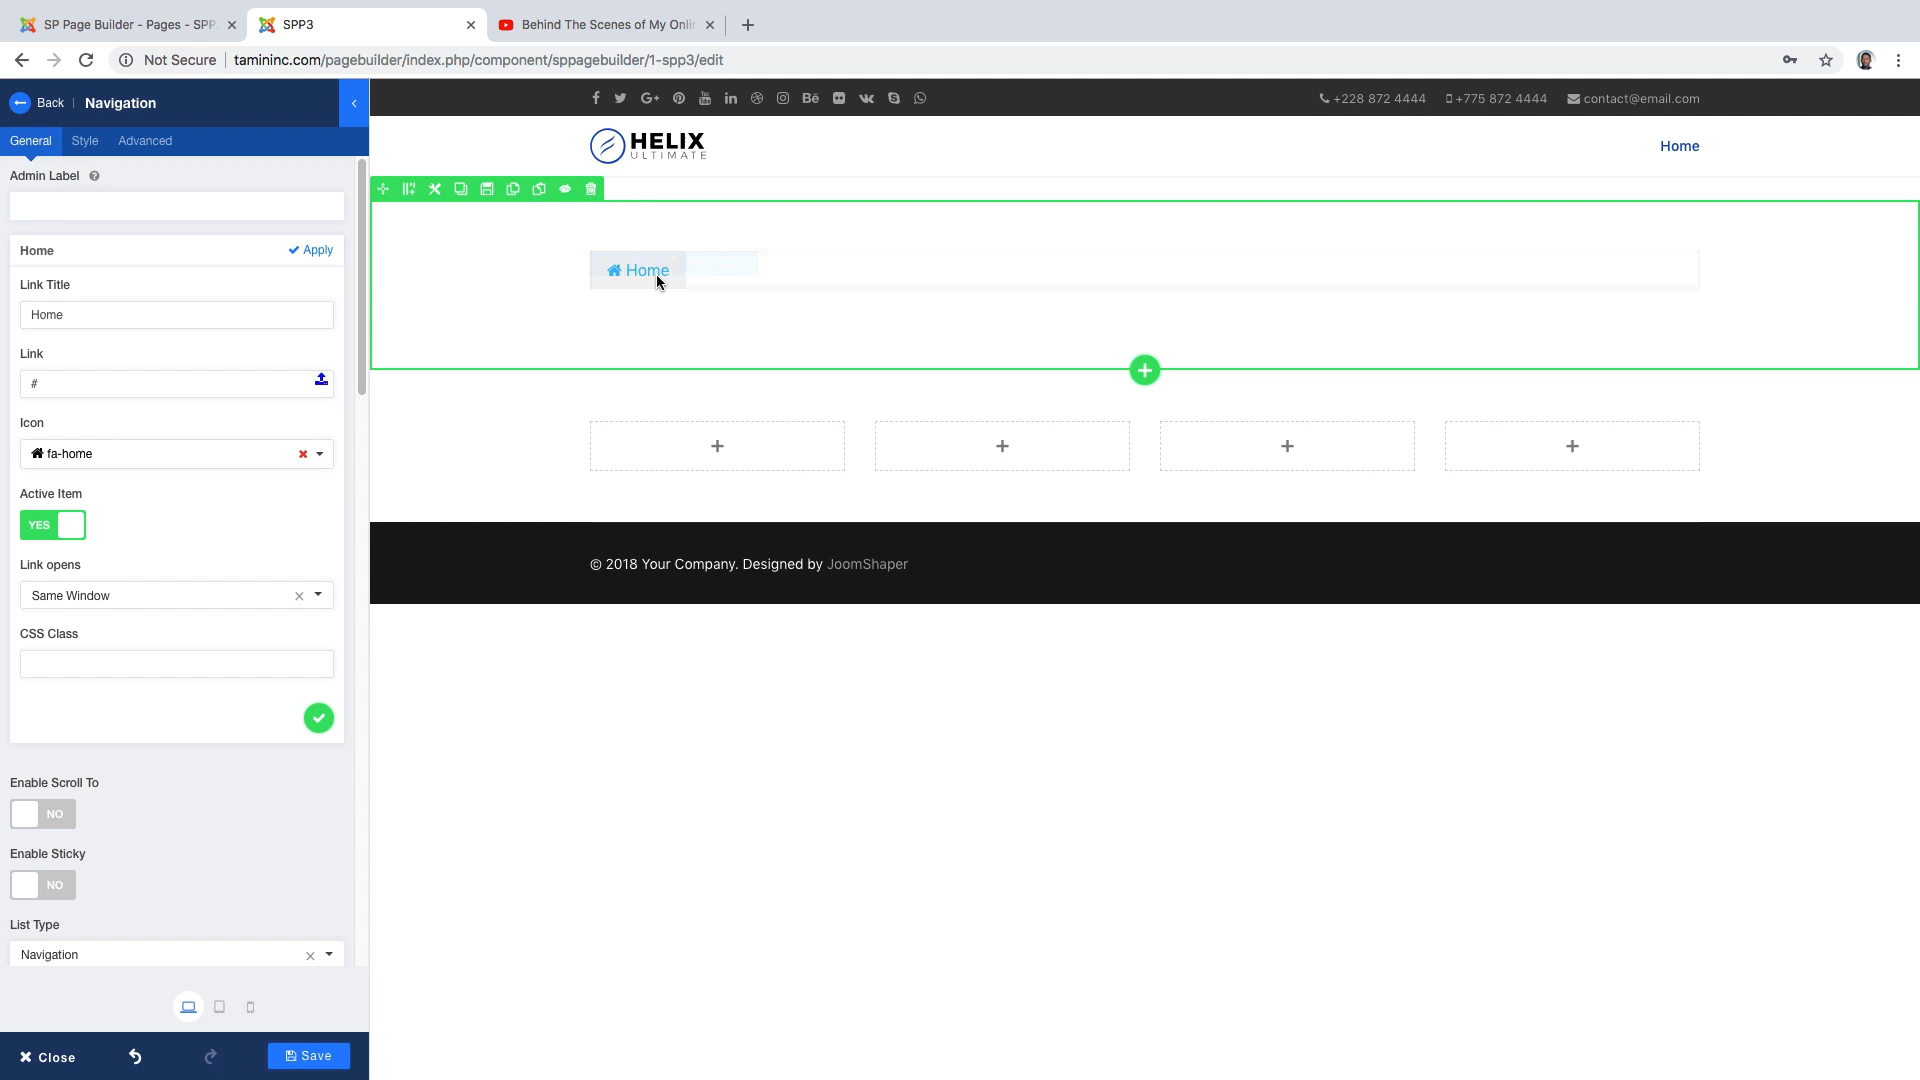 SP Page Builder - Pages - SPP
SPP3
Behind The Scenes of My Onli
Not Secure
tamininc.com/pagebuilder/index.php/component/sppagebuilder/1-spp3/edit
Back
Navigation
General
Style
Advanced
Admin Label
Home
Apply
Link Title
Home
Link
#
Icon
fa-home
Active Item
YES
Link opens
Same Window
CSS Class
Enable Scroll To
NO
Enable Sticky
NO
List Type
Navigation
Close
Save
+228 872 4444
+775 872 4444
contact@email.com
HELIX
ULTIMATE
Home
Home
© 2018 Your Company. Designed by JoomShaper